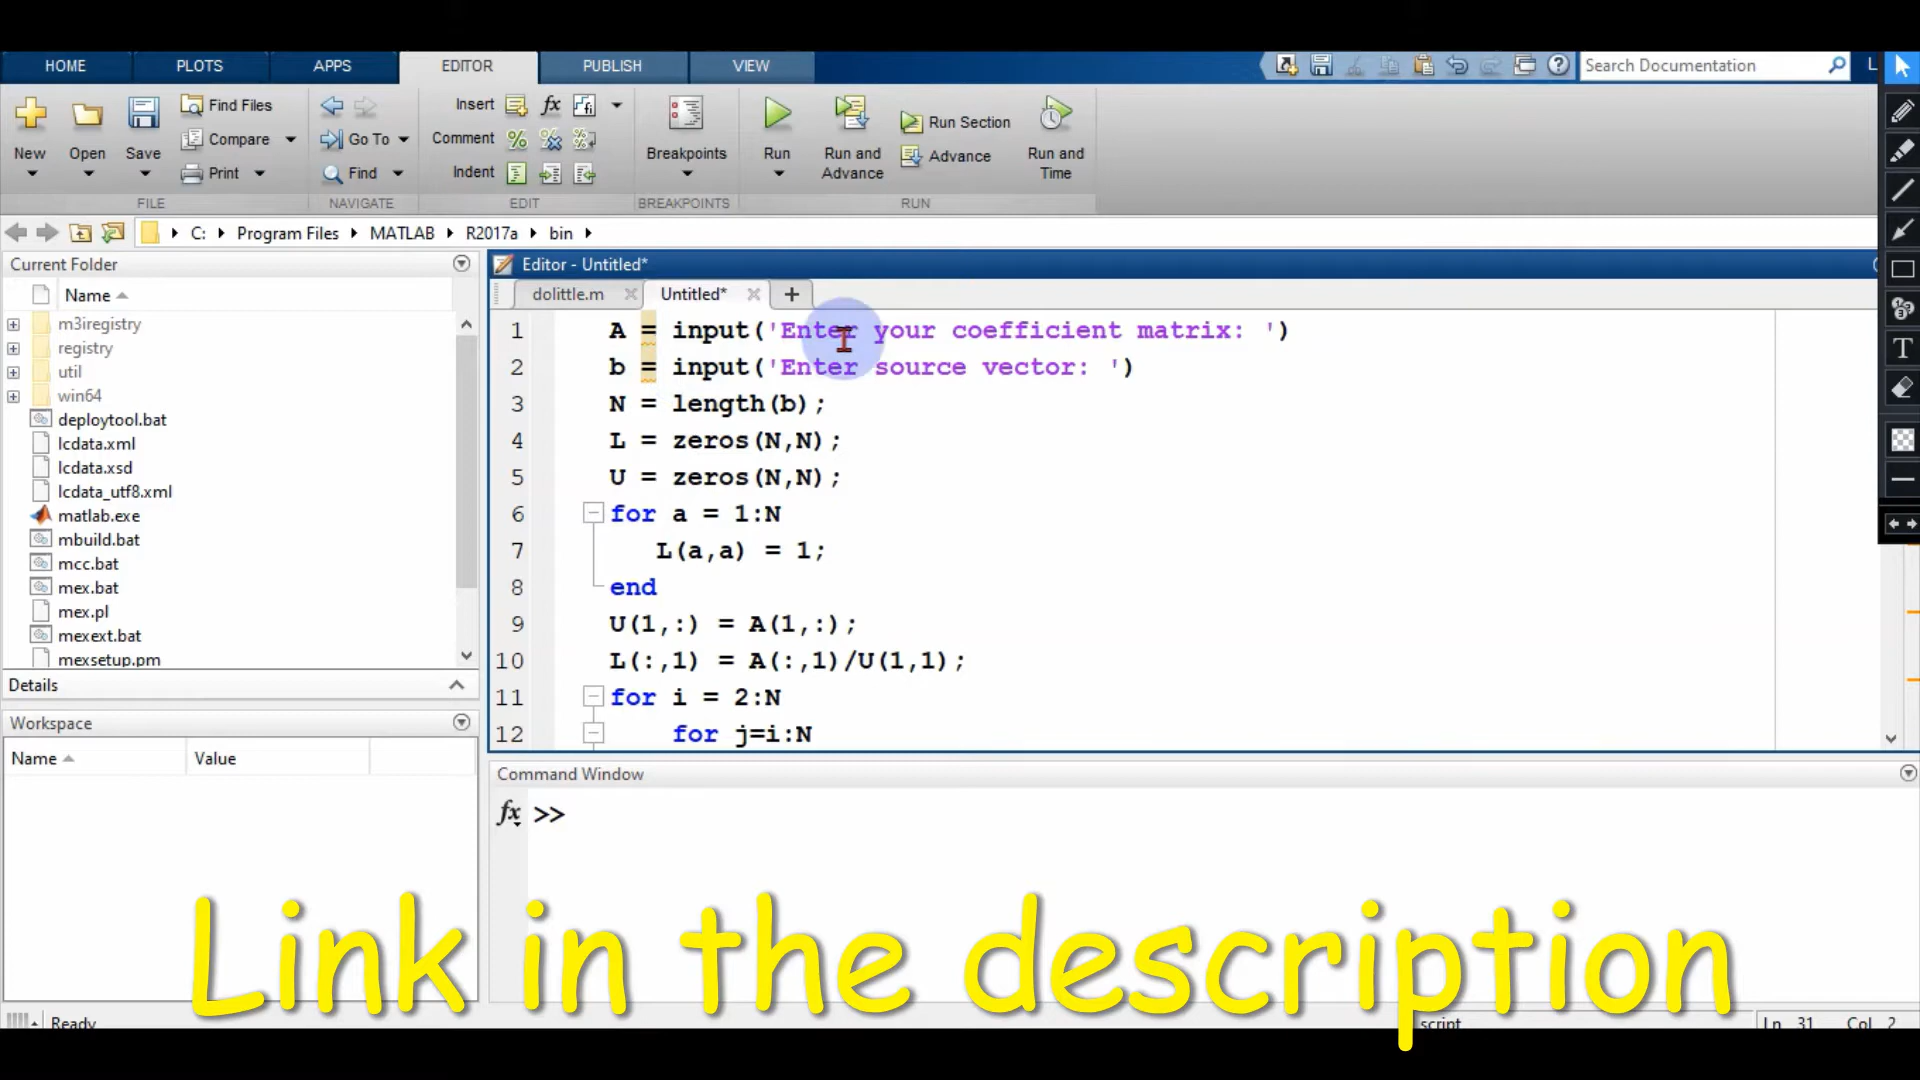 HOME PLOTS APPS EDITOR PUBLISH VIEW Search Documentation L
Find Files Insert fx fi
New Open Save Compare Go To Comment % Breakpoints Run Run and Advance Run Section Advance Run and Time
Print Find Indent
FILE NAVIGATE EDIT BREAKPOINTS RUN
C: Program Files MATLAB R2017a bin
Current Folder
Name
m3iregistry
registry
util
win64
deploytool.bat
lcdata.xml
lcdata.xsd
lcdata_utf8.xml
matlab.exe
mbuild.bat
mcc.bat
mex.bat
mex.pl
mexext.bat
mexsetup.pm
Details
Workspace
Name Value
Editor - Untitled*
dolittle.m Untitled* +
1 A = input('Enter your coefficient matrix: ')
2 b = input('Enter source vector: ')
3 N = length(b);
4 L = zeros(N,N);
5 U = zeros(N,N);
6 for a = 1:N
7 L(a,a) = 1;
8 end
9 U(1,:) = A(1,:);
10 L(:,1) = A(:,1)/U(1,1);
11 for i = 2:N
12 for j=i:N
Command Window
fx >>
Link in the description
Ready script Ln 31 Col 2
T